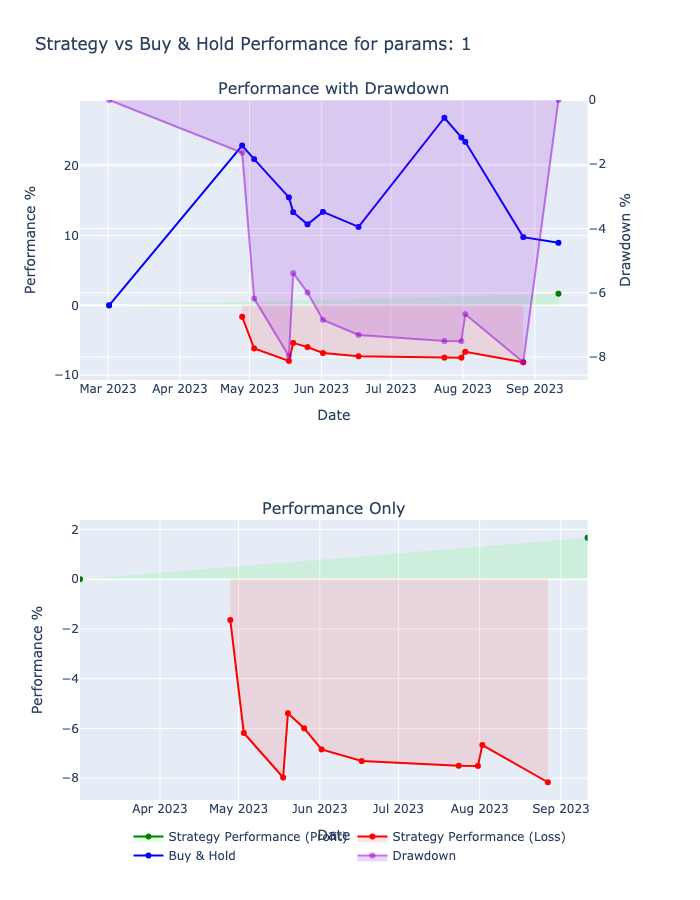 Strategy vs Buy & Hold Performance for params: 1
Performance with Drawdown
0
20
−2
10
−4
0
−6
−10
−8
Performance %
Drawdown %
Mar 2023 Apr 2023 May 2023 Jun 2023 Jul 2023 Aug 2023 Sep 2023
Date
Performance Only
2
0
−2
−4
−6
−8
Performance %
Apr 2023 May 2023 Jun 2023 Jul 2023 Aug 2023 Sep 2023
Date
Strategy Performance (Profit) Strategy Performance (Loss)
Buy & Hold Drawdown